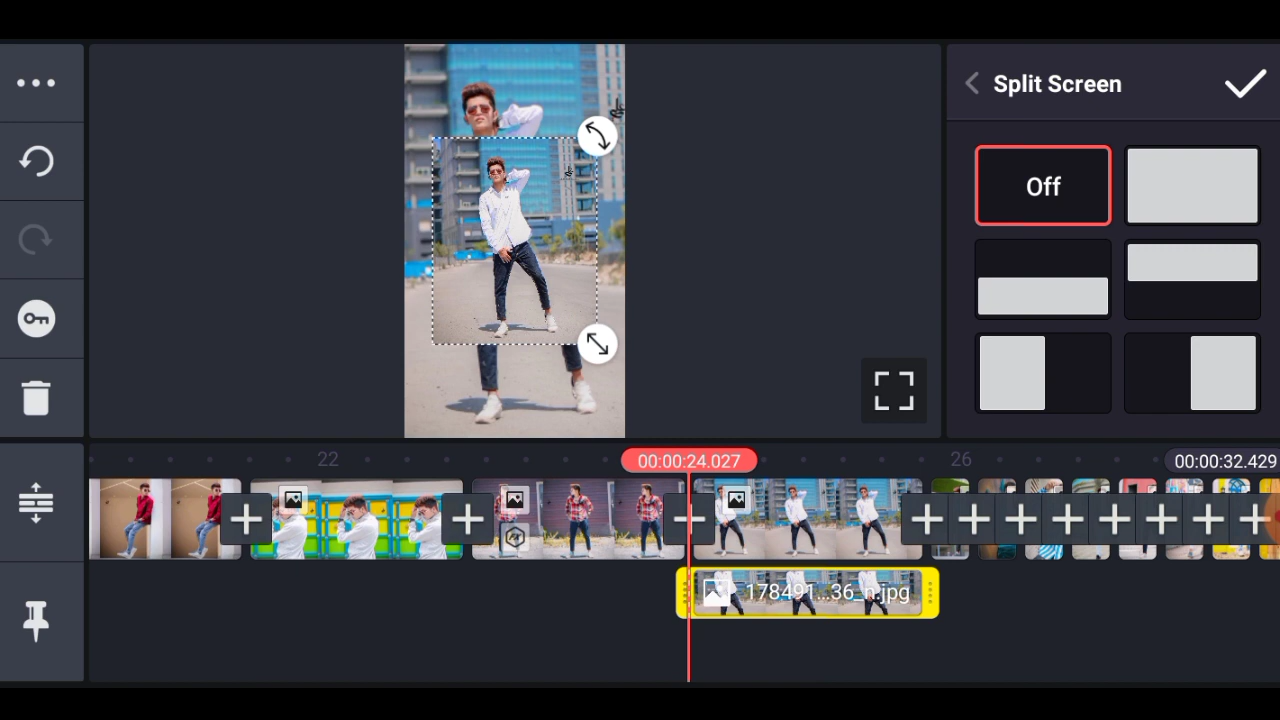 Split Screen
Off
22
00:00:24.027
26
00:00:32.429
178491...36_n.jpg